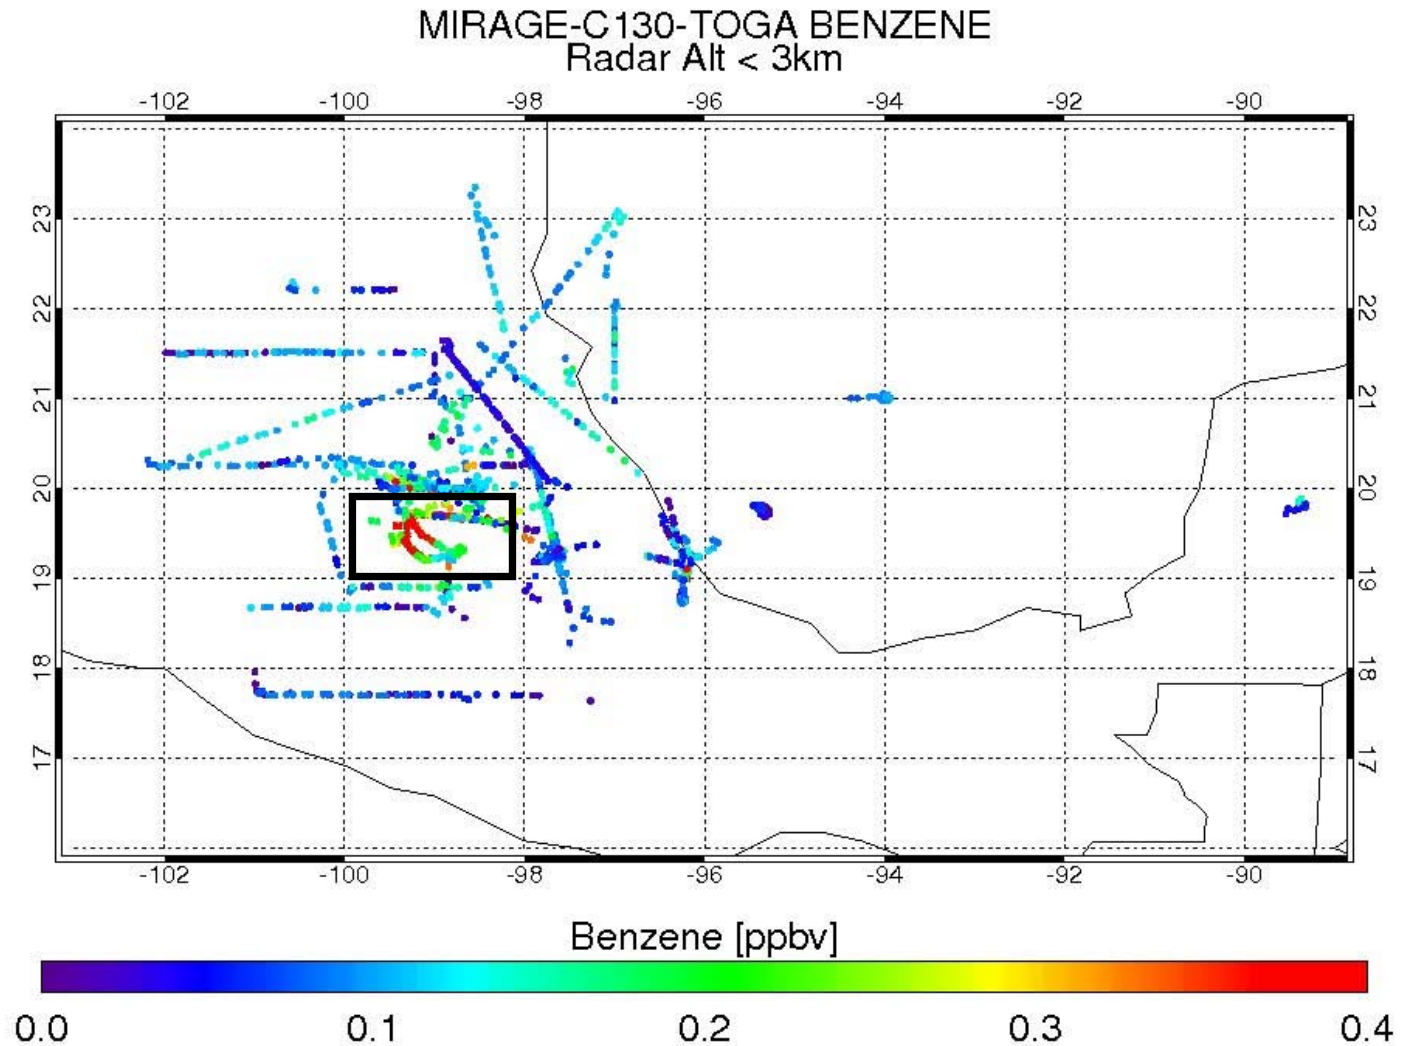 MIRAGE-C130-TOGA BENZENE
Radar Alt < 3km
-102 -100 -98 -96 -94 -92 -90
23 23
22 22
21 21
20 20
19 19
18 18
17 17
-102 -100 -98 -96 -94 -92 -90
Benzene [ppbv]
0.0 0.1 0.2 0.3 0.4